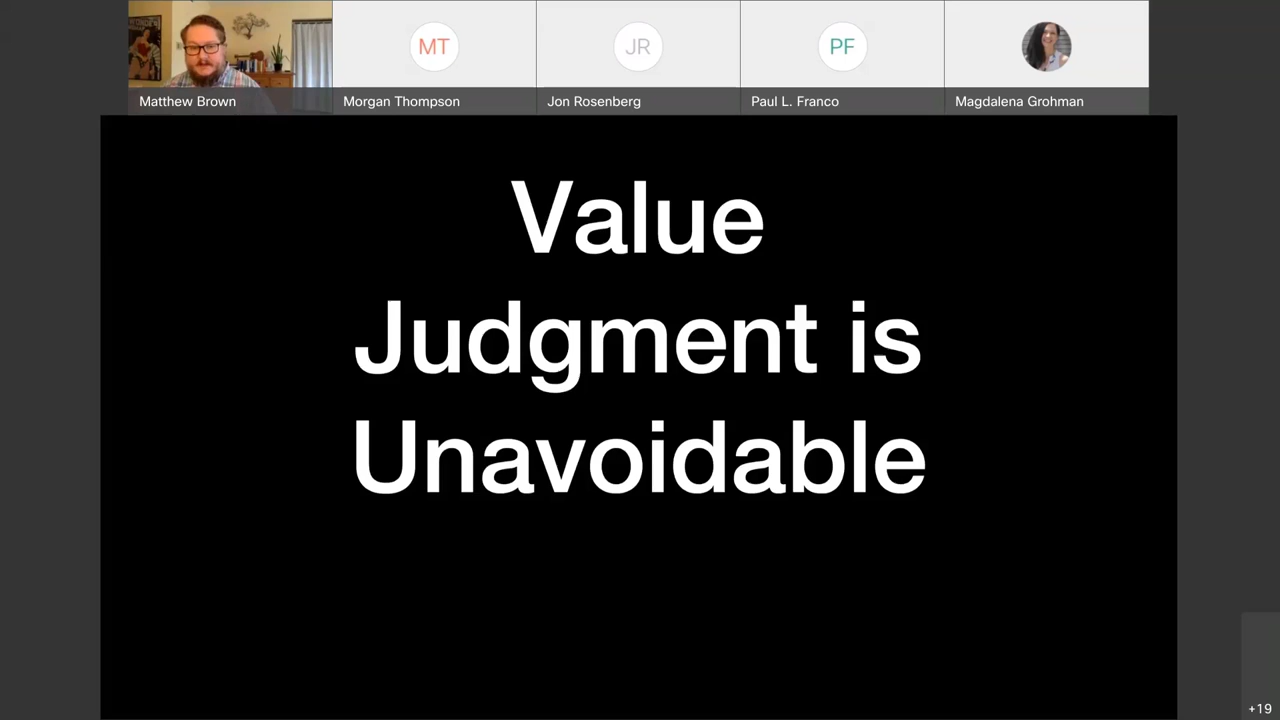 MT
JR
PF
Matthew Brown
Morgan Thompson
Jon Rosenberg
Paul L. Franco
Magdalena Grohman
Value
Judgment is
Unavoidable
+19